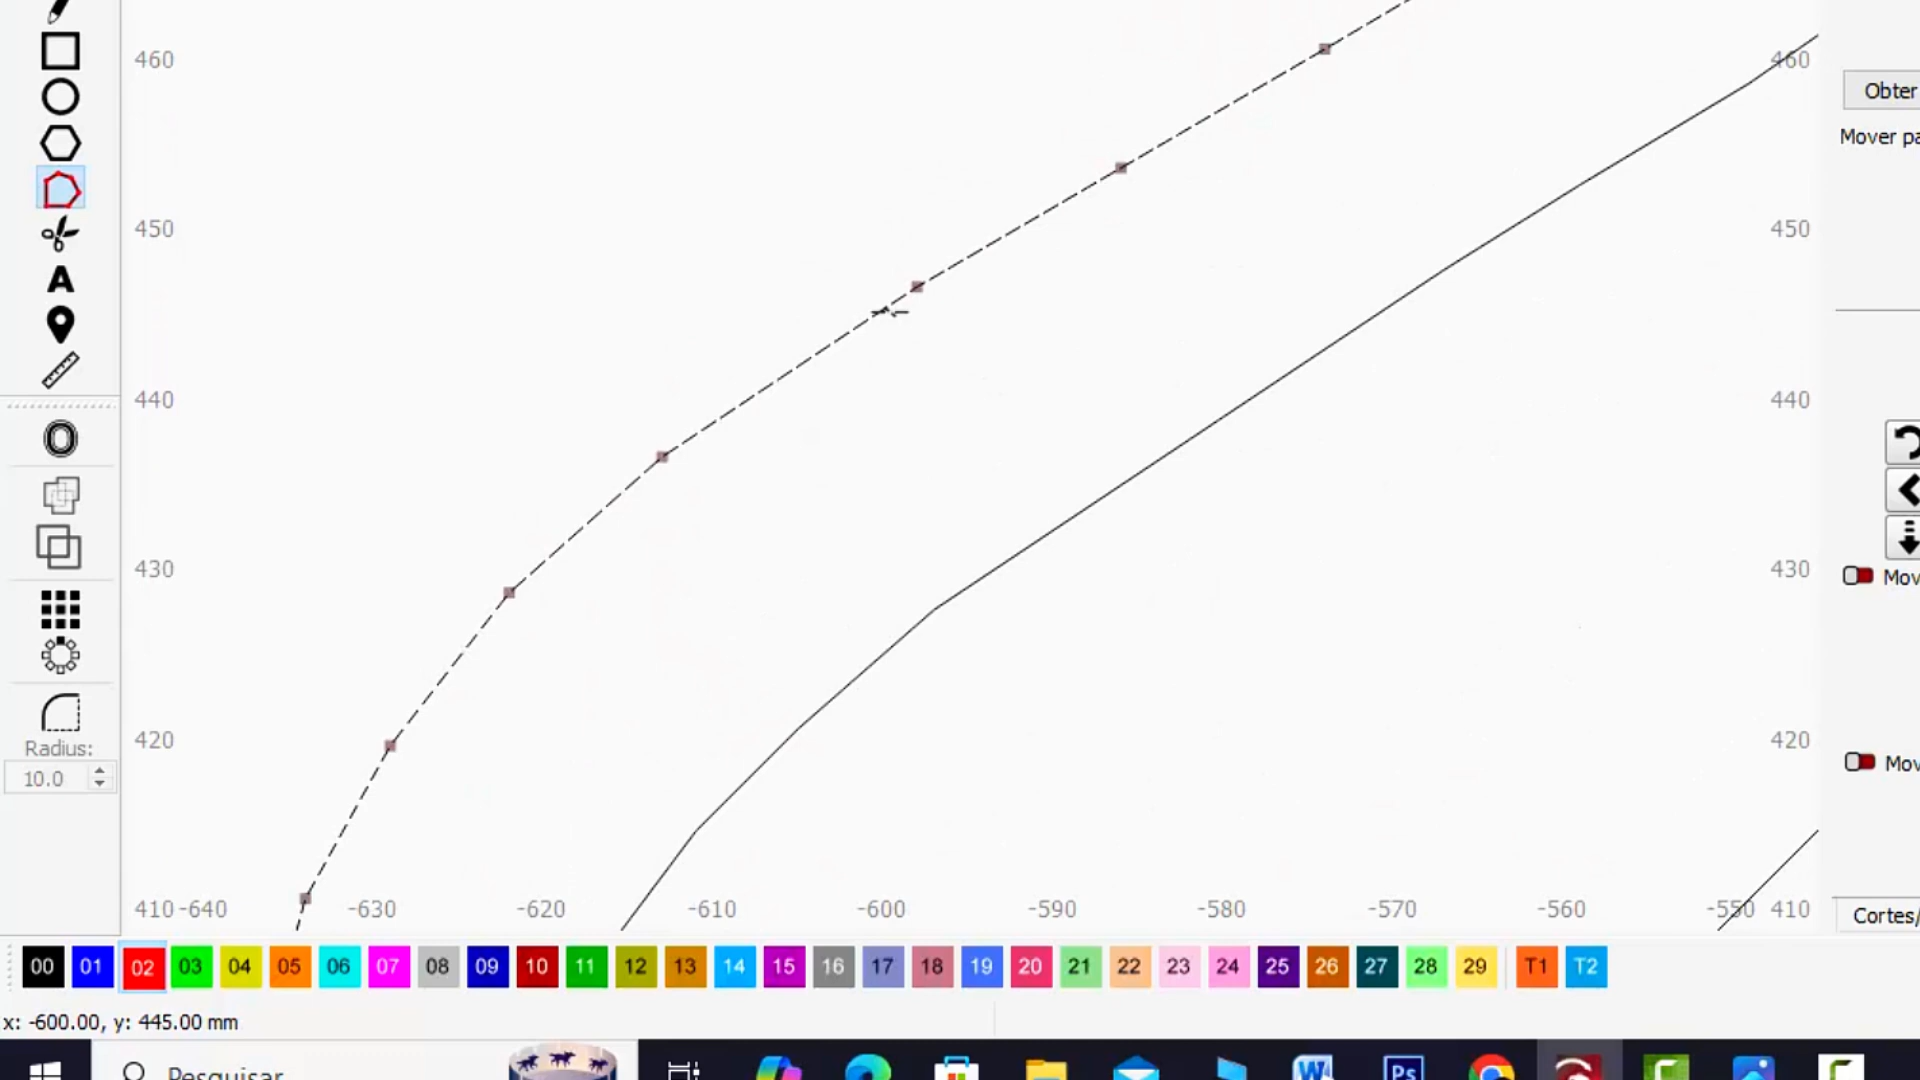 460
460
Obter
Mover pa
450
450
440
440
430
430
Mov
420
420
Radius:
10.0
Mov
410 -640 -630 -620 -610 -600 -590 -580 -570 -560 -550 410
Cortes/
00 01 02 03 04 05 06 07 08 09 10 11 12 13 14 15 16 17 18 19 20 21 22 23 24 25 26 27 28 29 T1 T2
x: -600.00, y: 445.00 mm
Pesquisar
W
Ps